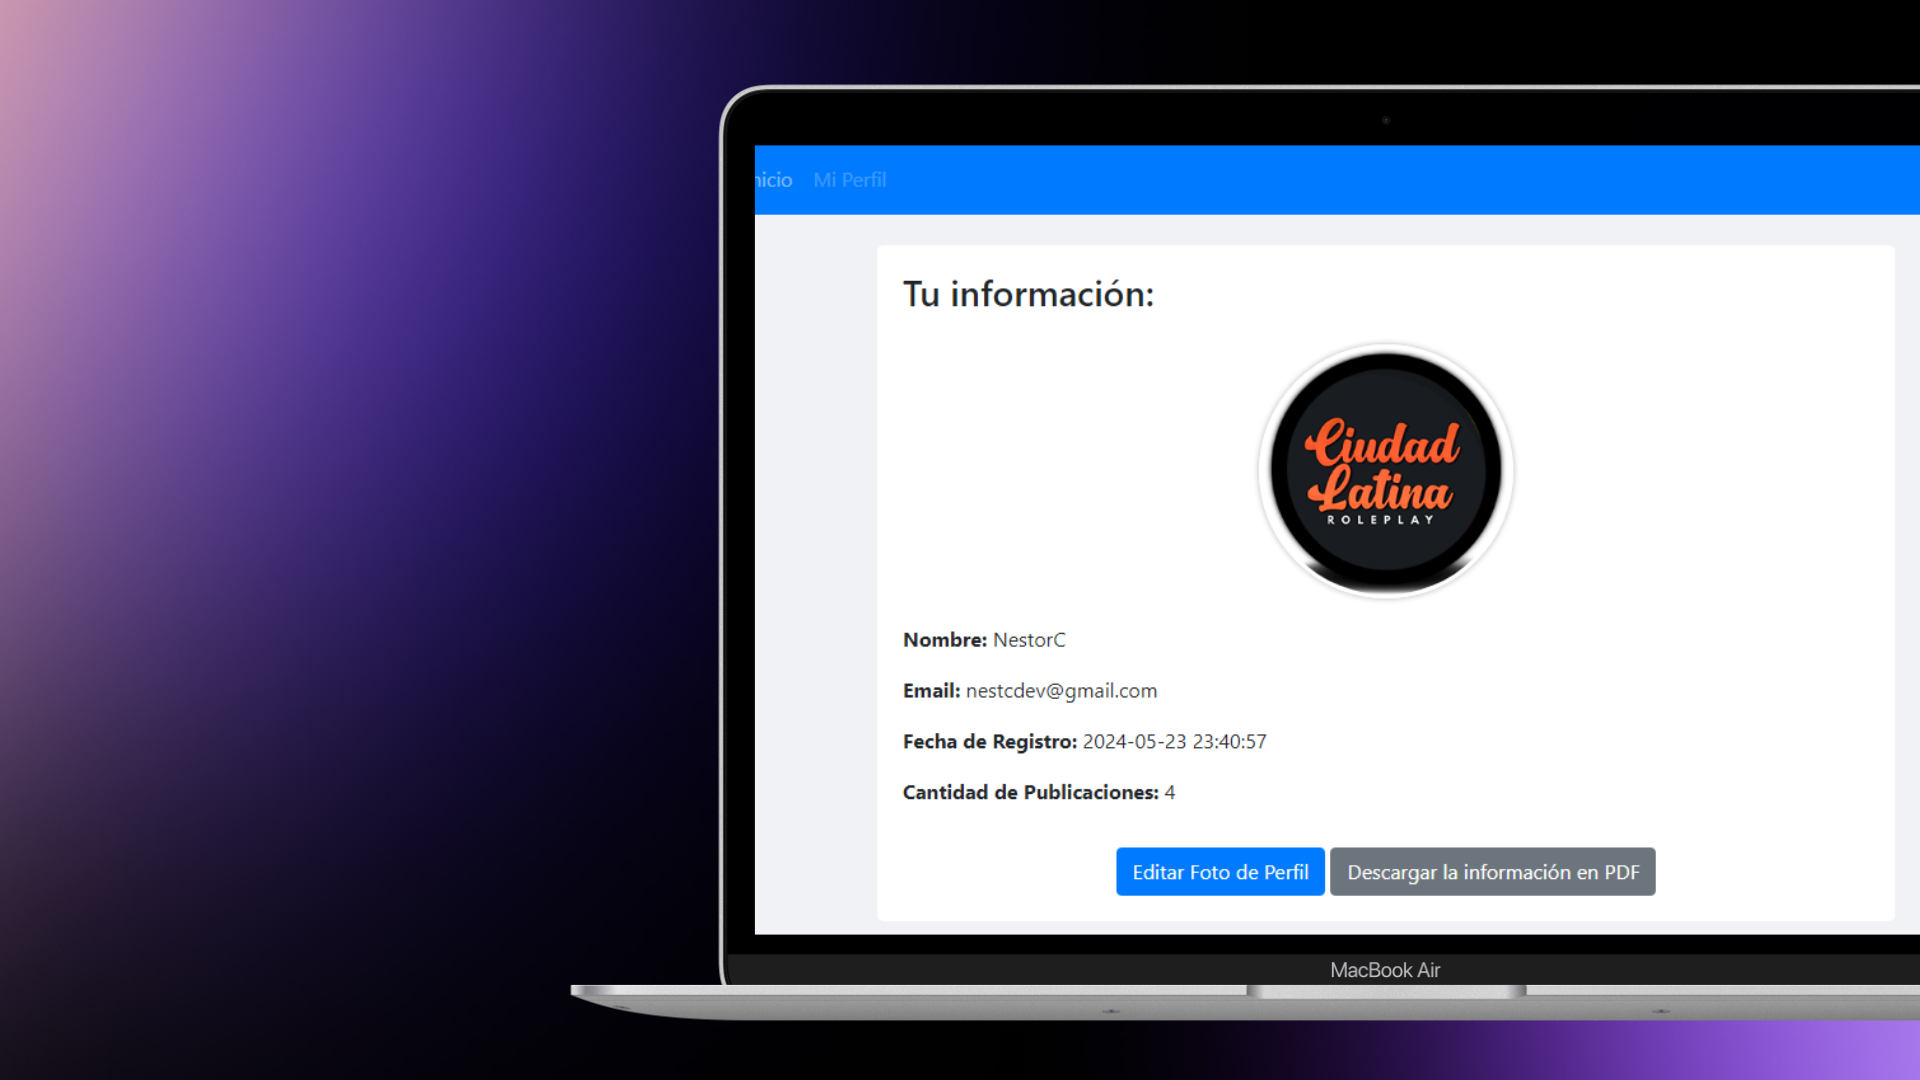 nicio Mi Perfil
Tu información:
Ciudad
Latina
ROLEPLAY
Nombre: NestorC
Email: nestcdev@gmail.com
Fecha de Registro: 2024-05-23 23:40:57
Cantidad de Publicaciones: 4
Editar Foto de Perfil Descargar la información en PDF
MacBook Air